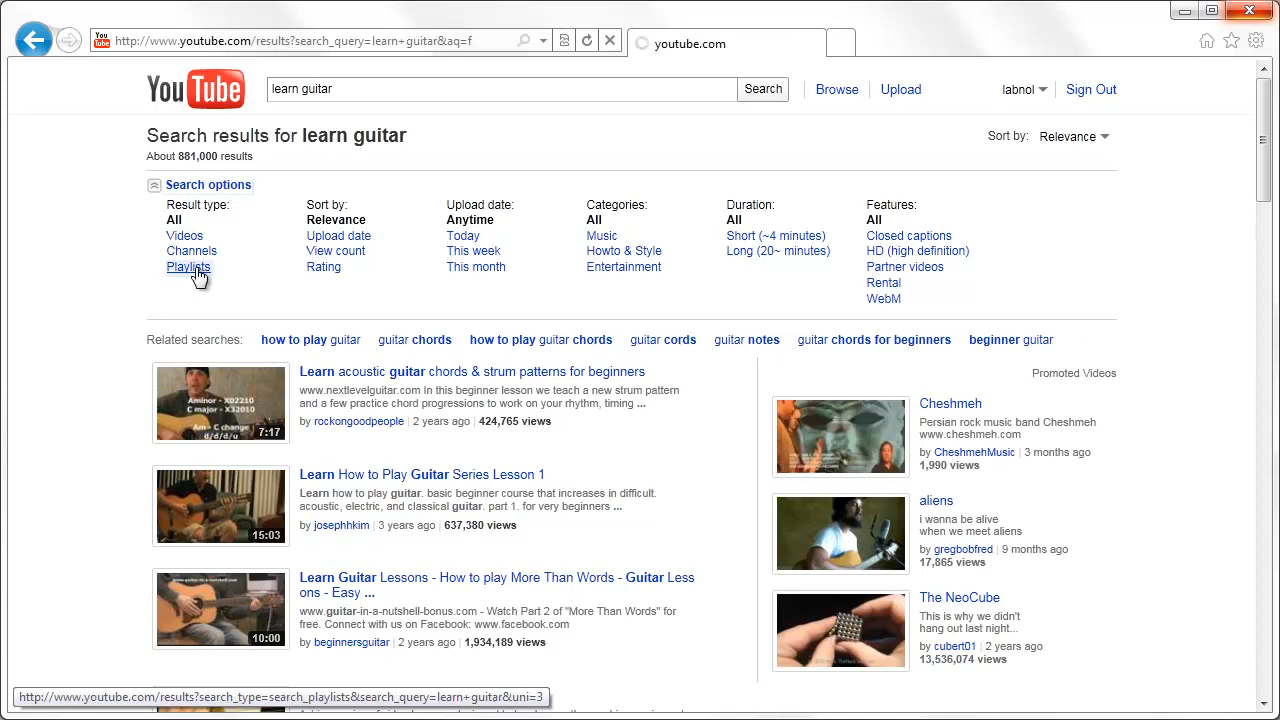 http://www.youtube.com/results?search_query=learn+guitar&aq=f
youtube.com
YouTube
learn guitar
Search
Browse
Upload
labnol
Sign Out
Search results for learn guitar
About 881,000 results
Sort by: Relevance
Search options
Result type:
All
Videos
Channels
Playlists
Sort by:
Relevance
Upload date
View count
Rating
Upload date:
Anytime
Today
This week
This month
Categories:
All
Music
Howto & Style
Entertainment
Duration:
All
Short (~4 minutes)
Long (20~ minutes)
Features:
All
Closed captions
HD (high definition)
Partner videos
Rental
WebM
Related searches: how to play guitar guitar chords how to play guitar chords guitar cords guitar notes guitar chords for beginners beginner guitar
Aminor - X02210
C major - X32010
Am - C change
d/d/d/u
7:17
Learn acoustic guitar chords & strum patterns for beginners
www.nextlevelguitar.com In this beginner lesson we teach a new strum pattern
and a few practice chord progressions to work on your rhythm, timing ...
by rockongoodpeople | 2 years ago | 424,765 views
15:03
Learn How to Play Guitar Series Lesson 1
Learn how to play guitar. basic beginner course that increases in difficult.
acoustic, electric, and classical guitar. part 1. for very beginners ...
by josephhkim | 3 years ago | 637,380 views
10:00
Learn Guitar Lessons - How to play More Than Words - Guitar Less
ons - Easy ...
www.guitar-in-a-nutshell-bonus.com - Watch Part 2 of "More Than Words" for
free. Connect with us on Facebook: www.facebook.com
by beginnersguitar | 2 years ago | 1,934,189 views
Promoted Videos
Cheshmeh
Persian rock music band Cheshmeh
www.cheshmeh.com
by CheshmehMusic | 3 months ago
1,990 views
aliens
i wanna be alive
when we meet aliens
by gregbobfred | 9 months ago
17,865 views
The NeoCube
This is why we didn't
hang out last night...
by cubert01 | 2 years ago
13,536,074 views
http://www.youtube.com/results?search_type=search_playlists&search_query=learn+guitar&uni=3